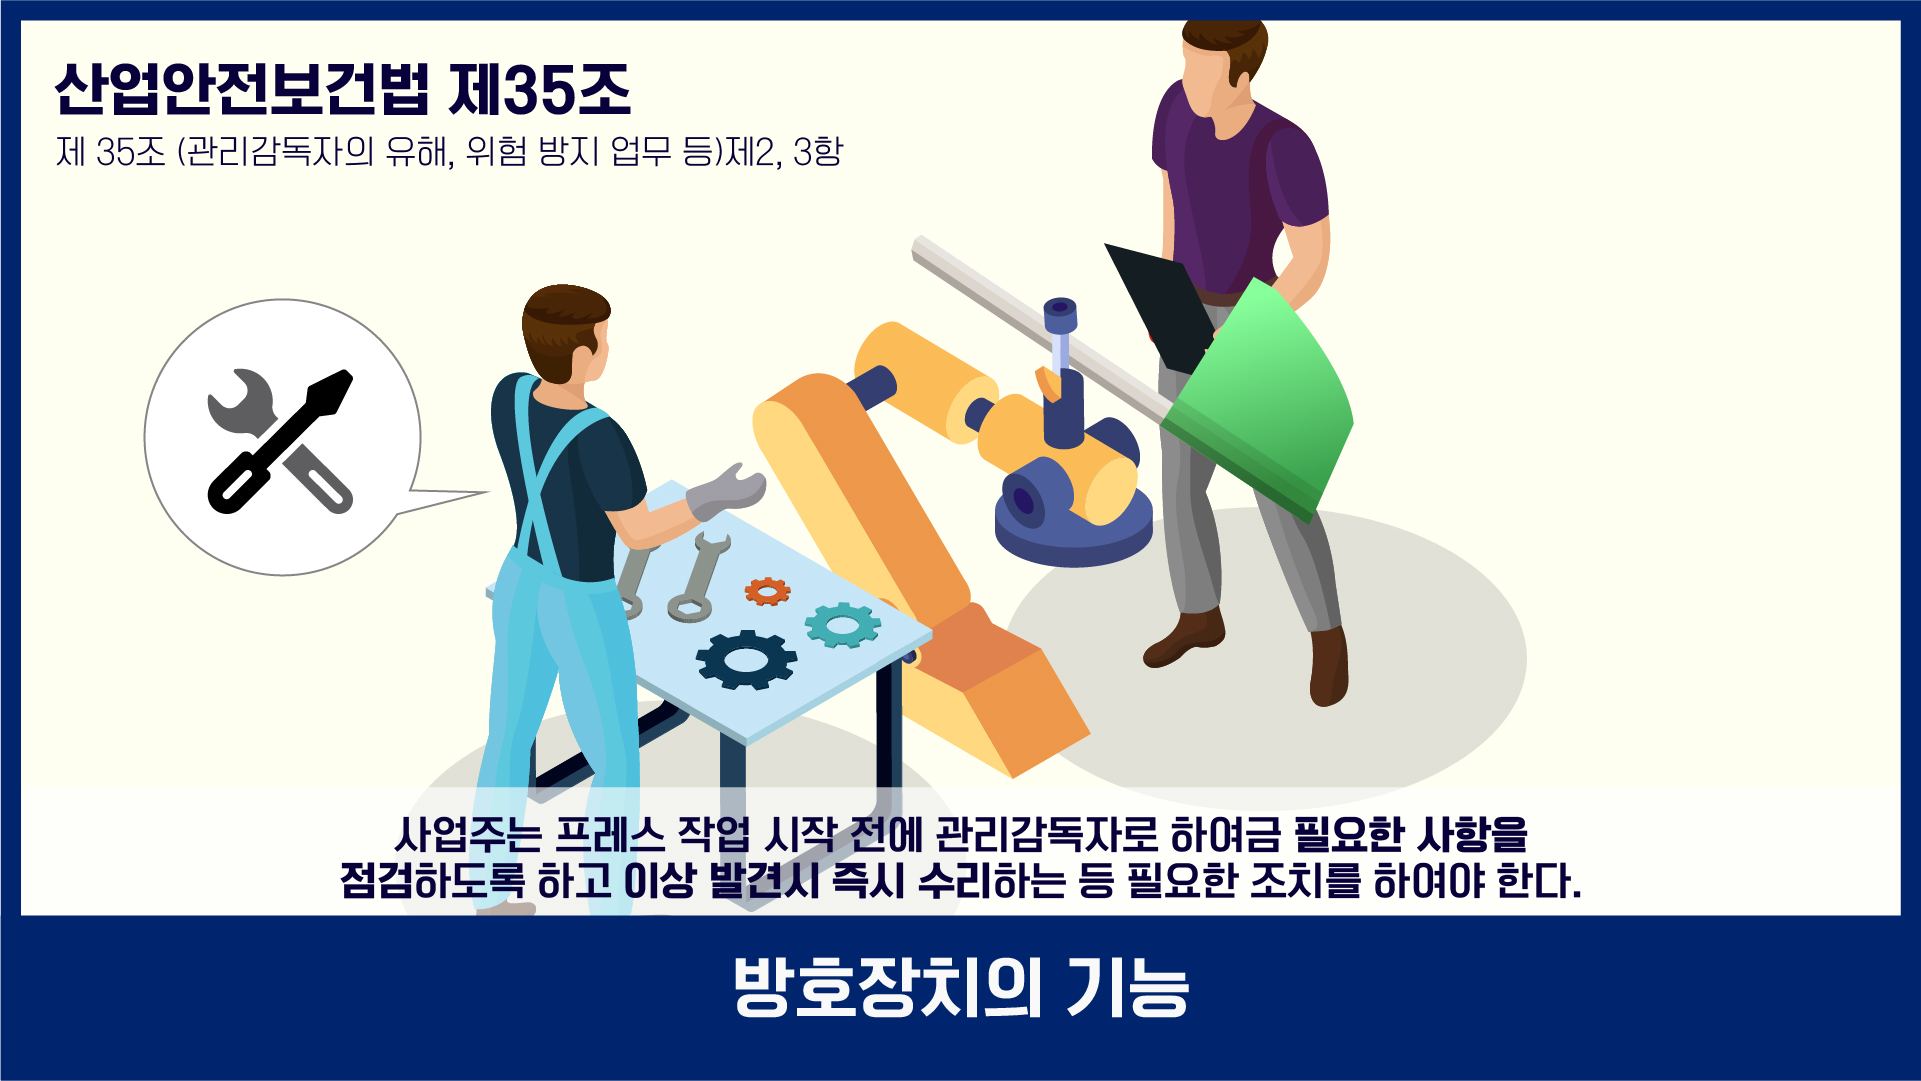 산업안전보건법 제35조
제 35조 (관리감독자의 유해, 위험 방지 업무 등)제2, 3항
사업주는 프레스 작업 시작 전에 관리감독자로 하여금 필요한 사항을
점검하도록 하고 이상 발견시 즉시 수리하는 등 필요한 조치를 하여야 한다.
방호장치의 기능